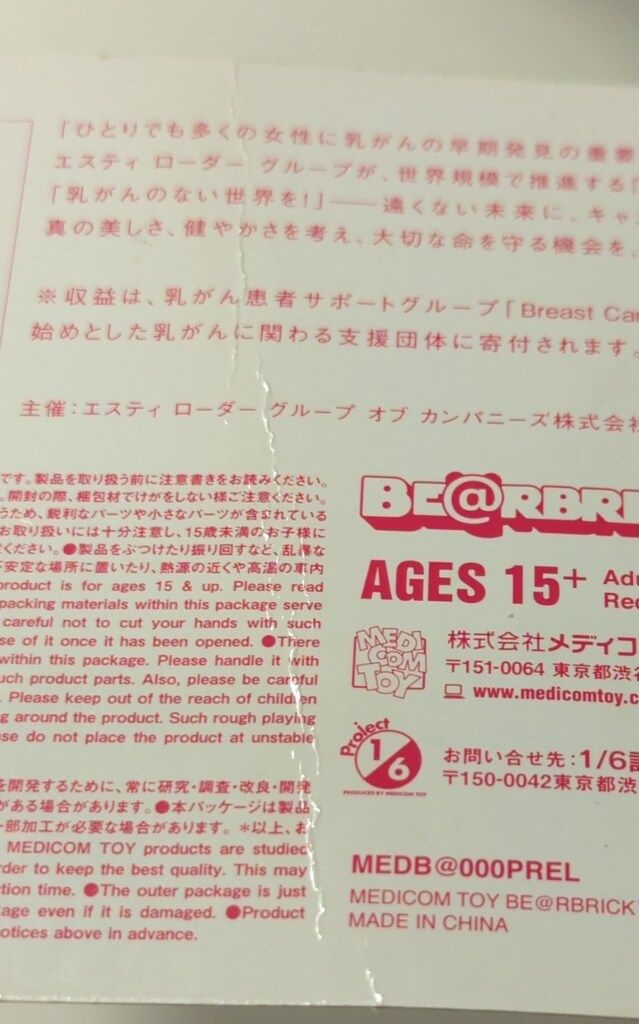 「ひとりでも多くの女性に乳がんの早期発見の重要
エスティ ローダー グループが、世界規模で推進する「
「乳がんのない世界を!」――遠くない未来に、キャ
真の美しさ、健やかさを考え、大切な命を守る機会を、
※収益は、乳がん患者サポートグループ「Breast Ca
始めとした乳がんに関わる支援団体に寄付されます。
主催:エスティ ローダー グループ オブ カンパニーズ株式会社
です。製品を取り扱う前に注意書きをお読みください。
。開封の際、梱包材でけがをしない様ご注意ください。
うため、鋭利なパーツや小さなパーツが含まれている
お取り扱いには十分注意し、15歳未満のお子様に
ください。●製品をぶつけたり振り回すなど、乱暴な
不安定な場所に置いたり、熱源の近くや高温の車内
product is for ages 15 & up. Please read
packing materials within this package serve
careful not to cut your hands with such
se of it once it has been opened. ●There
within this package. Please handle it with
uch product parts. Also, please be careful
. Please keep out of the reach of children
g around the product. Such rough playing
se do not place the product at unstable
を開発するために、常に研究・調査・改良・開発
がある場合があります。●本パッケージは製品
一部加工が必要な場合があります。 ＊以上、お
MEDICOM TOY products are studied
rder to keep the best quality. This may
ction time. ●The outer package is just
kage even if it is damaged. ●Product
otices above in advance.
BE@RBRI
AGES 15+ Adu
Rec
MEDI
COM
TOY
株式会社メディコ
〒151-0064 東京都渋谷
www.medicomtoy.c
Project
1/6
PRODUCED BY MEDICOM TOY
お問い合せ先:1/6計
〒150-0042東京都渋
MEDB@000PREL
MEDICOM TOY BE@RBRICK
MADE IN CHINA